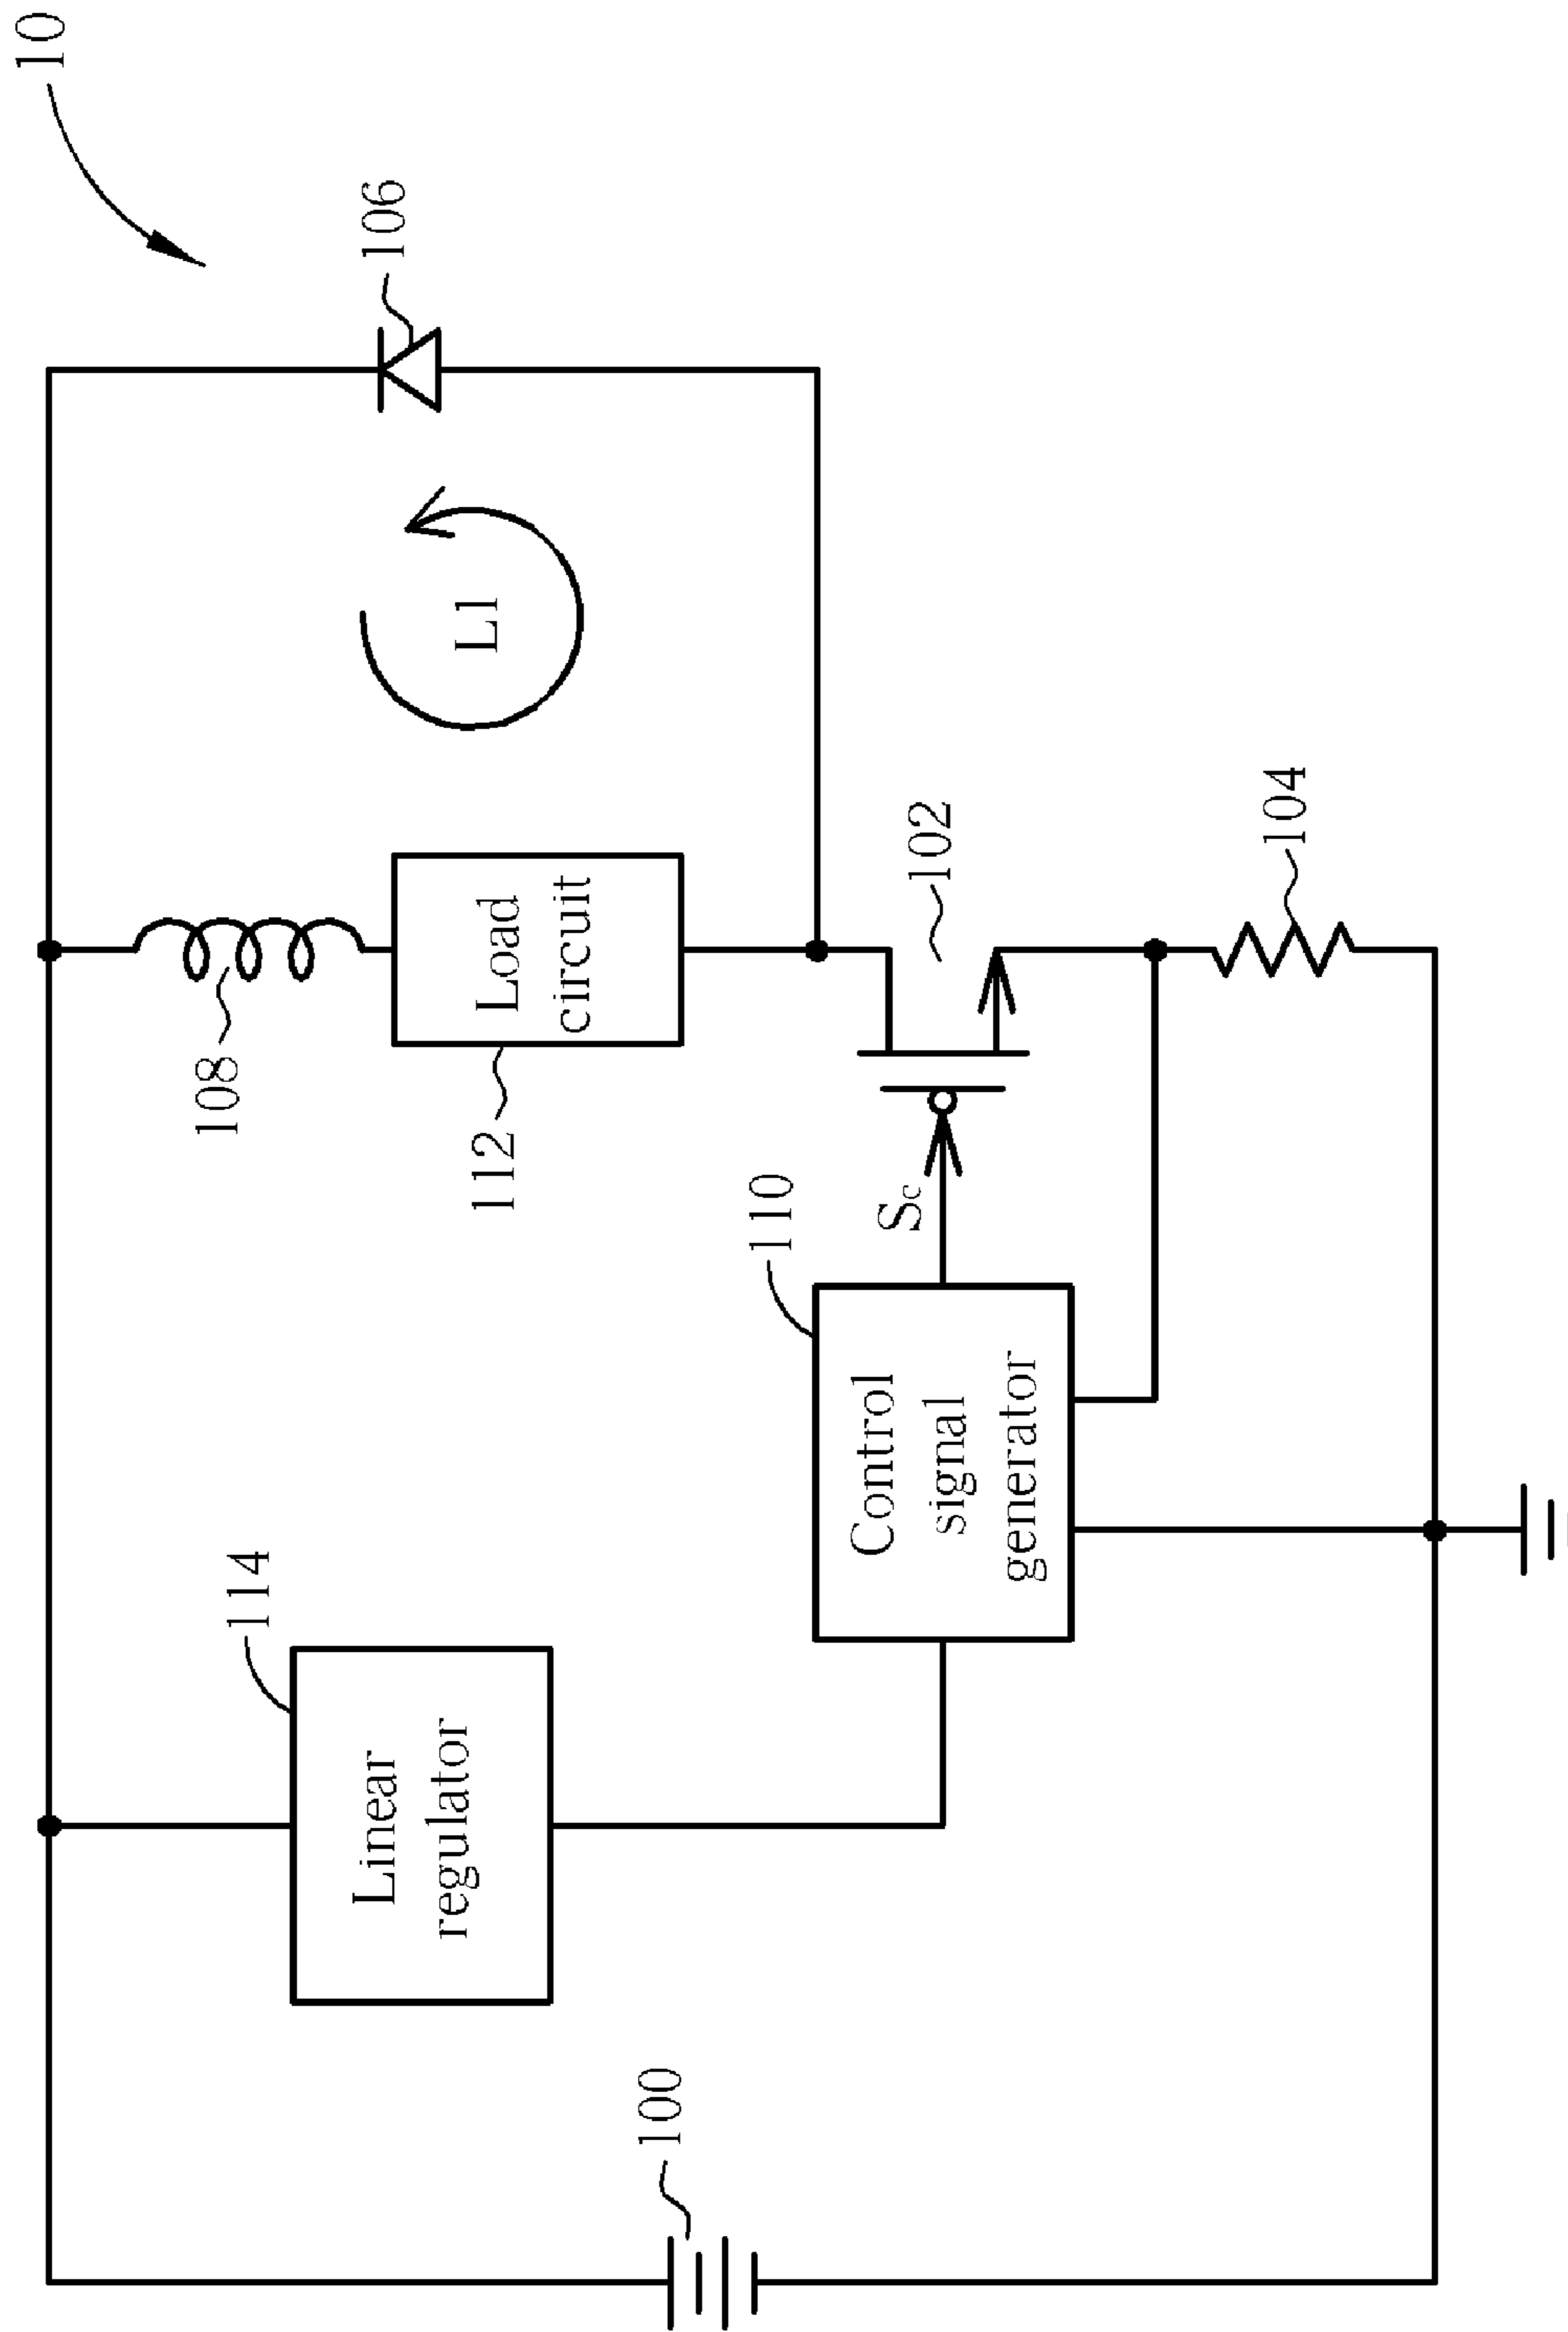 10
106
L1
108
Load
circuit
112
102
104
110
Sc
Control
signal
generator
114
Linear
regulator
100